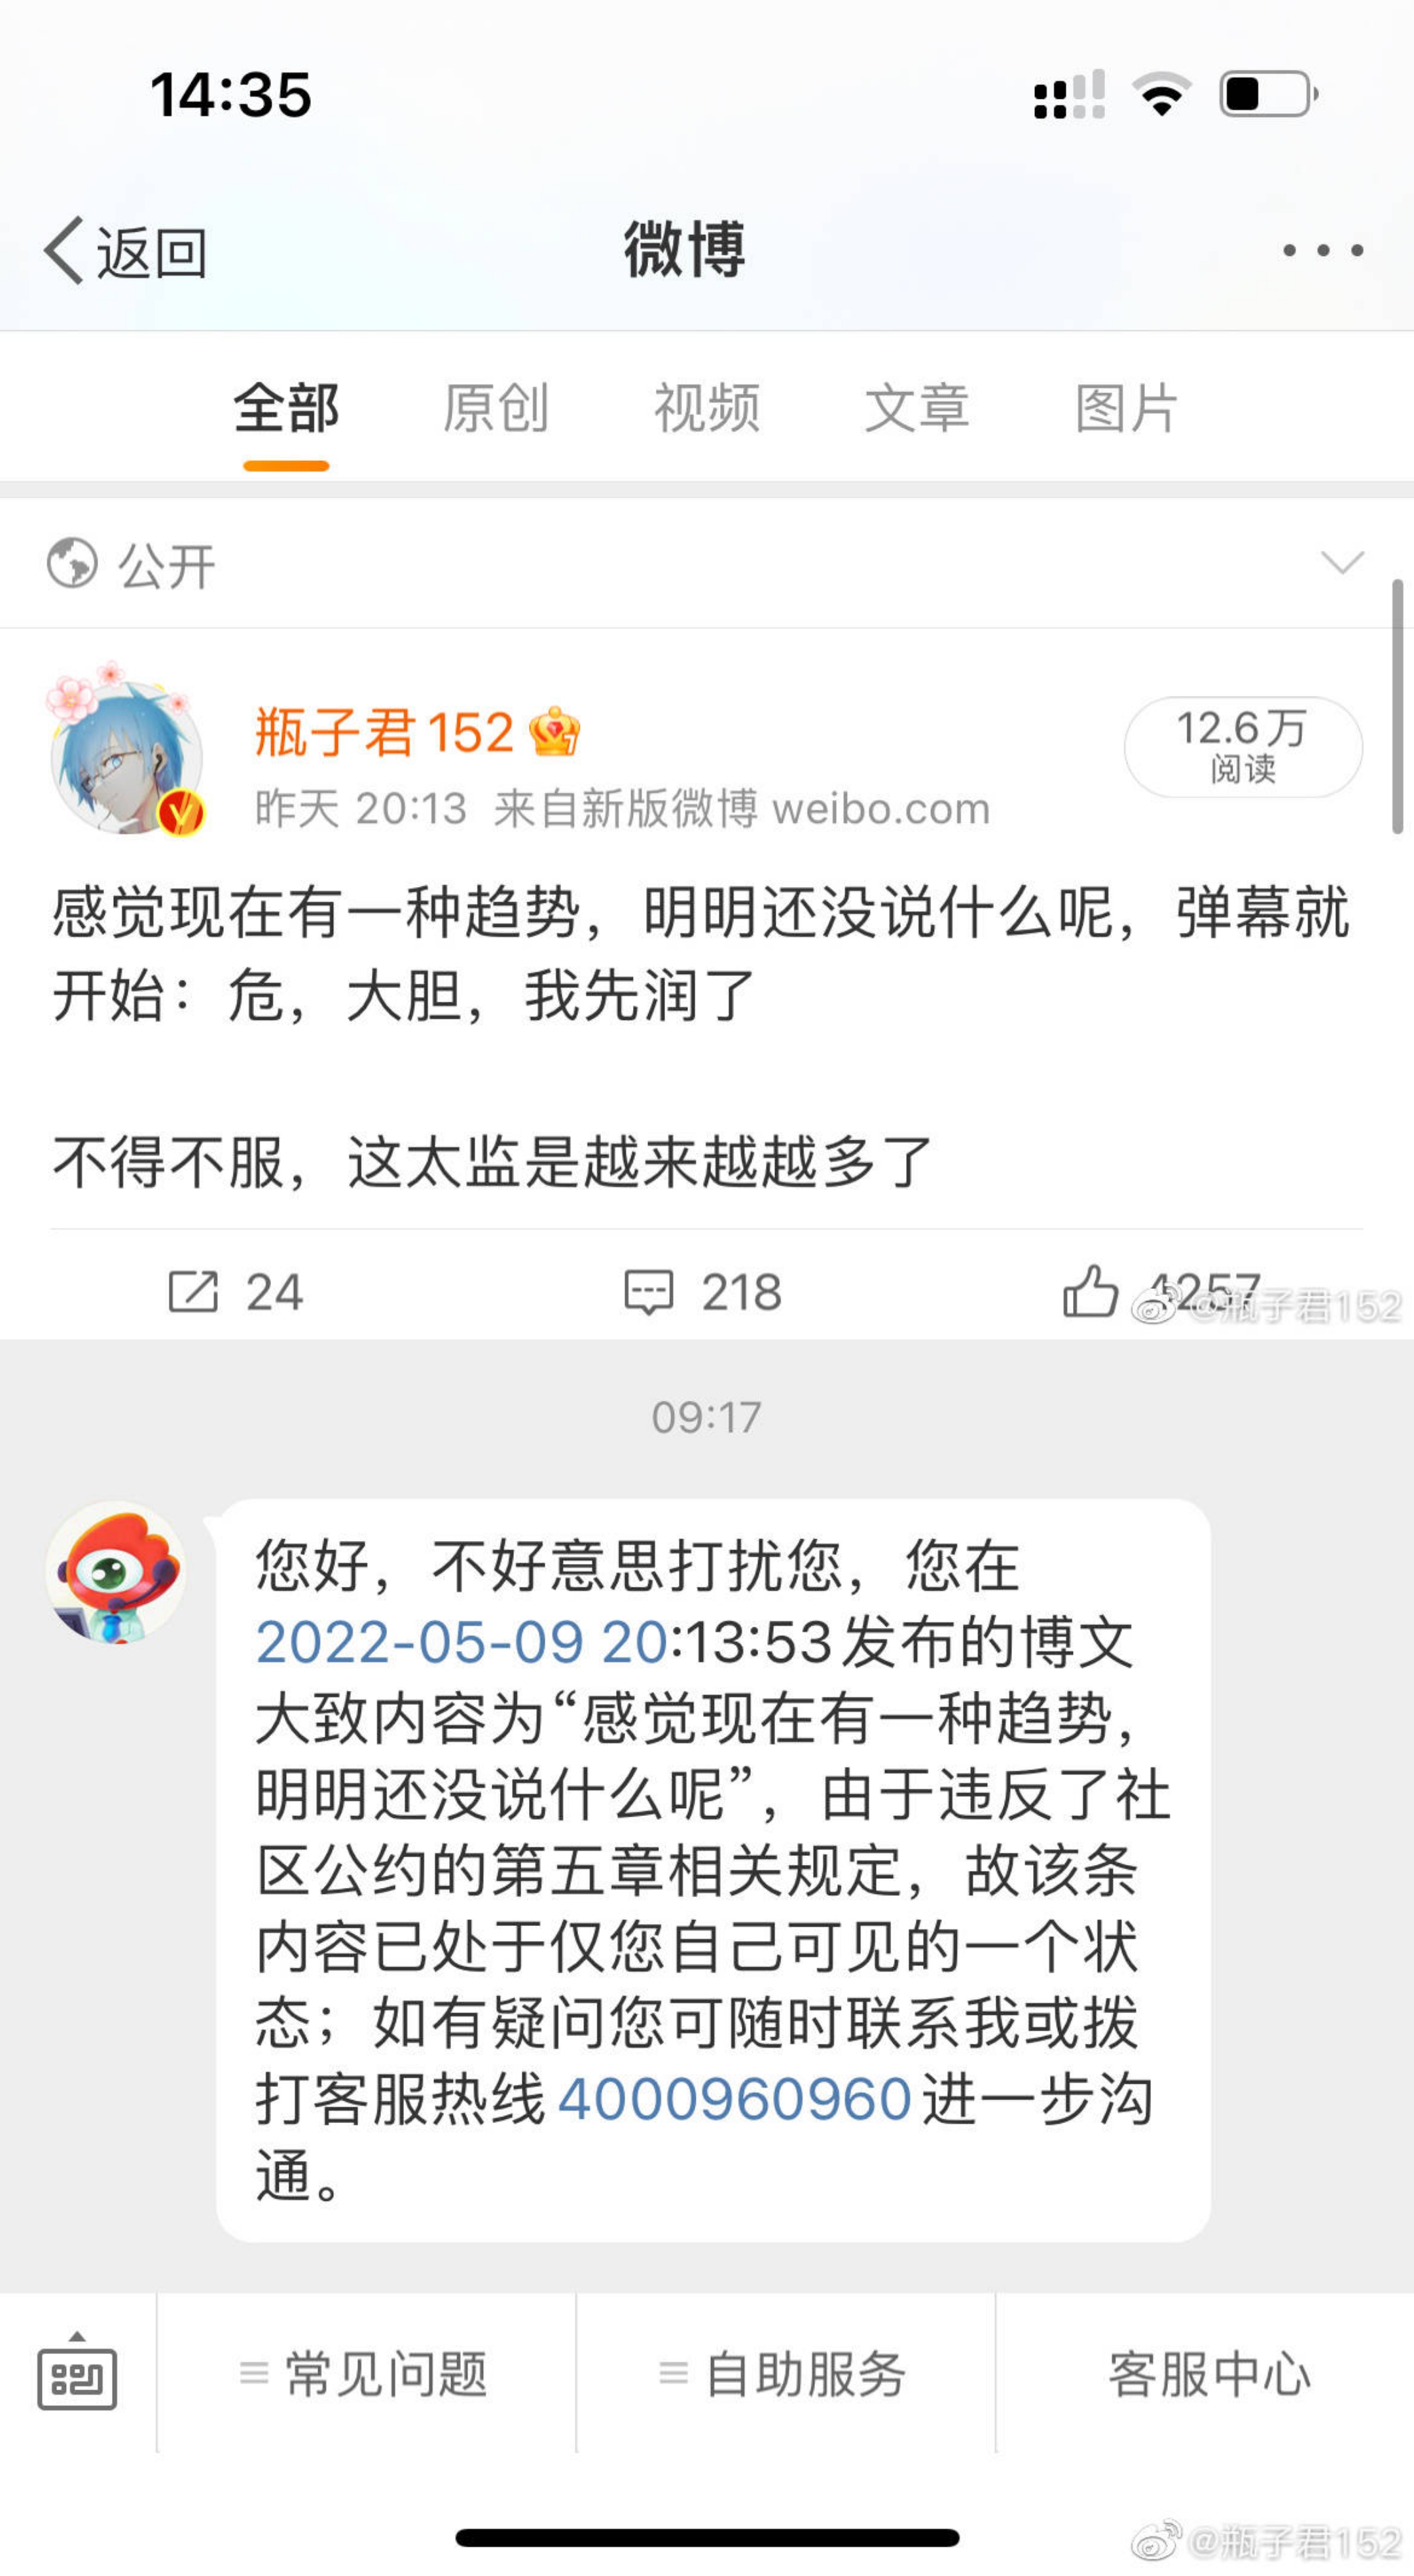 14:35
返回
微博
全部 原创 视频 文章 图片
公开
瓶子君152
12.6万
阅读
昨天 20:13 来自新版微博 weibo.com
感觉现在有一种趋势，明明还没说什么呢，弹幕就
开始：危，大胆，我先润了
不得不服，这太监是越来越越多了
24 218 4257
@瓶子君152
09:17
您好，不好意思打扰您，您在
2022-05-09 20:13:53发布的博文
大致内容为“感觉现在有一种趋势，
明明还没说什么呢”，由于违反了社
区公约的第五章相关规定，故该条
内容已处于仅您自己可见的一个状
态；如有疑问您可随时联系我或拨
打客服热线4000960960进一步沟
通。
常见问题 自助服务 客服中心
@瓶子君152